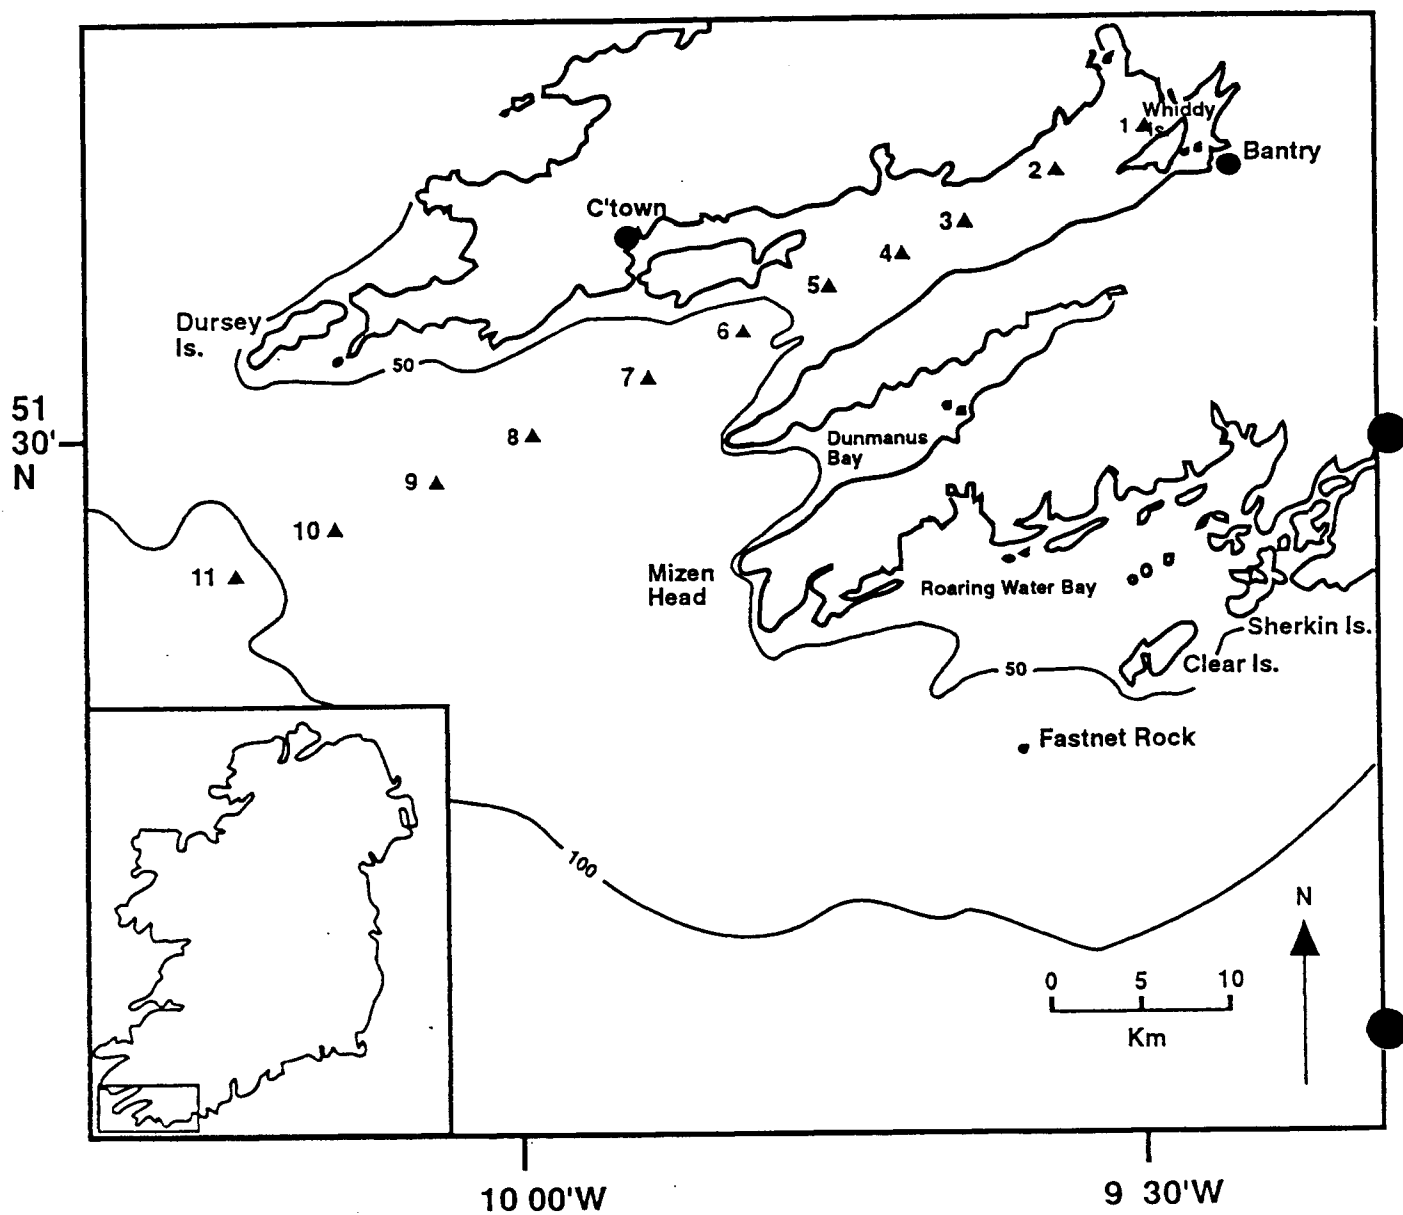 Whiddy
Is.
1
Bantry
2
C'town
3
4
5
Dursey
Is.
6
50
7
51
30'
N
8
Dunmanus
Bay
9
10
11
Mizen
Head
Roaring Water Bay
Sherkin Is.
Clear Is.
50
Fastnet Rock
100
N
0 5 10
Km
10 00'W
9 30'W